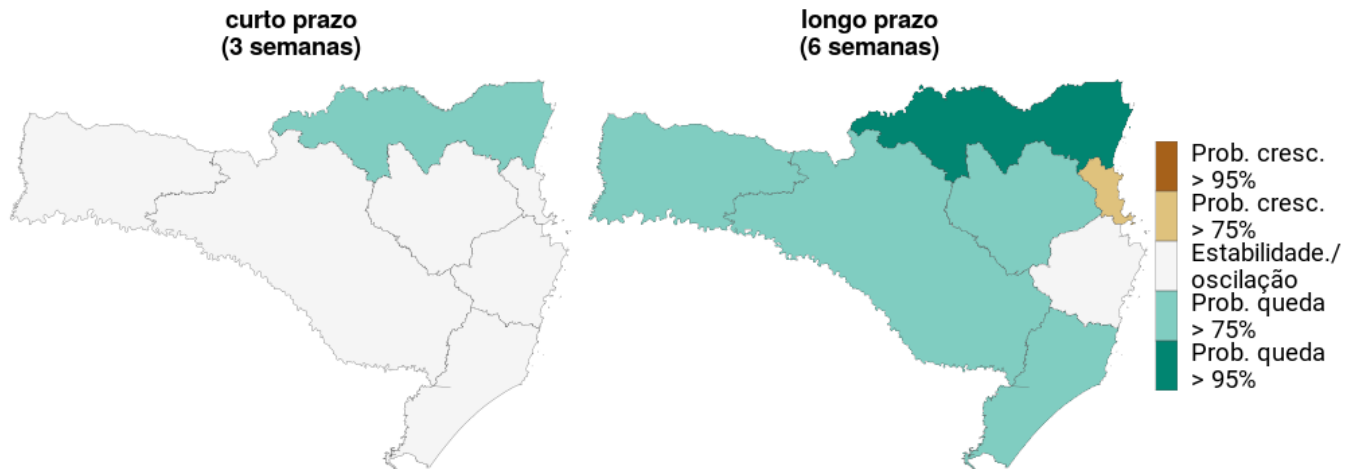 curto prazo
(3 semanas)
longo prazo
(6 semanas)
Prob. cresc.
> 95%
Prob. cresc.
> 75%
Estabilidade./
oscilação
Prob. queda
> 75%
Prob. queda
> 95%